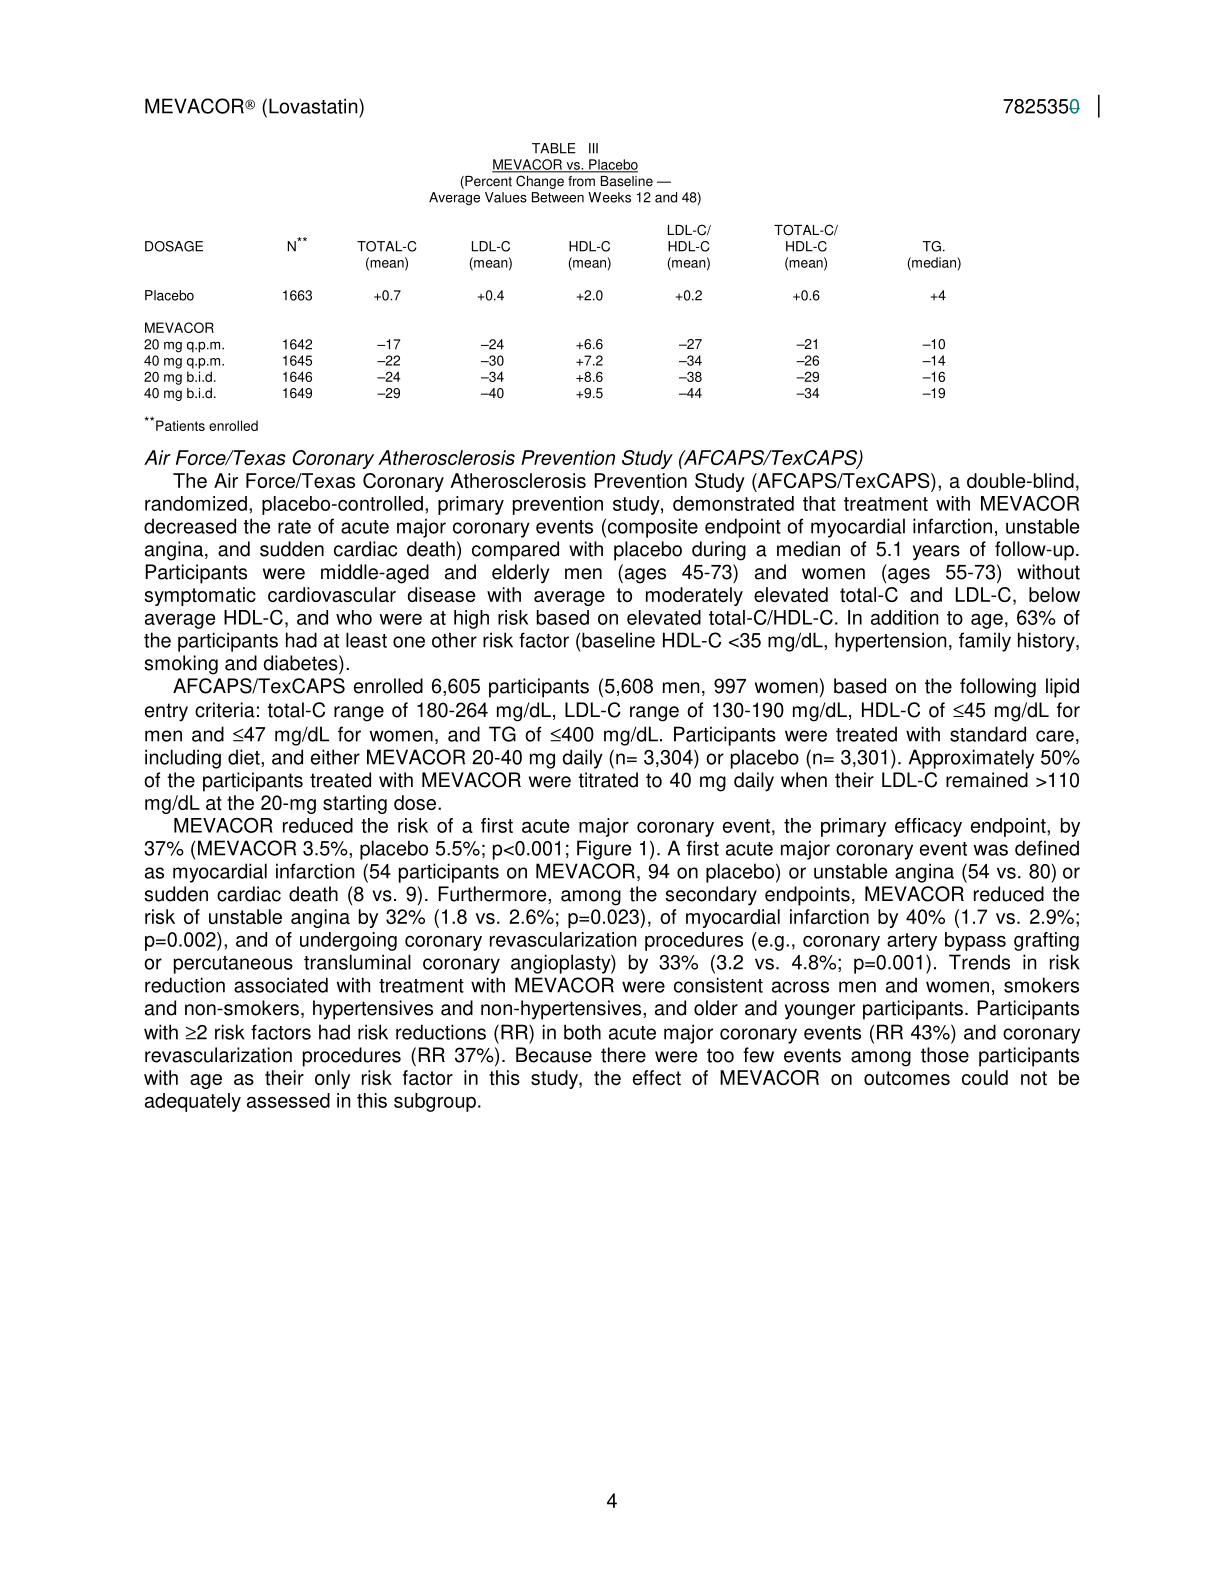 MEVACOR® (Lovastatin) 7825350
TABLE III
MEVACOR vs. Placebo
(Percent Change from Baseline —
Average Values Between Weeks 12 and 48)
LDL-C/ TOTAL-C/
DOSAGE N** TOTAL-C LDL-C HDL-C HDL-C HDL-C TG.
(mean) (mean) (mean) (mean) (mean) (median)
Placebo 1663 +0.7 +0.4 +2.0 +0.2 +0.6 +4
MEVACOR
20 mg q.p.m. 1642 –17 –24 +6.6 –27 –21 –10
40 mg q.p.m. 1645 –22 –30 +7.2 –34 –26 –14
20 mg b.i.d. 1646 –24 –34 +8.6 –38 –29 –16
40 mg b.i.d. 1649 –29 –40 +9.5 –44 –34 –19
**Patients enrolled
Air Force/Texas Coronary Atherosclerosis Prevention Study (AFCAPS/TexCAPS)
The Air Force/Texas Coronary Atherosclerosis Prevention Study (AFCAPS/TexCAPS), a double-blind,
randomized, placebo-controlled, primary prevention study, demonstrated that treatment with MEVACOR
decreased the rate of acute major coronary events (composite endpoint of myocardial infarction, unstable
angina, and sudden cardiac death) compared with placebo during a median of 5.1 years of follow-up.
Participants were middle-aged and elderly men (ages 45-73) and women (ages 55-73) without
symptomatic cardiovascular disease with average to moderately elevated total-C and LDL-C, below
average HDL-C, and who were at high risk based on elevated total-C/HDL-C. In addition to age, 63% of
the participants had at least one other risk factor (baseline HDL-C <35 mg/dL, hypertension, family history,
smoking and diabetes).
AFCAPS/TexCAPS enrolled 6,605 participants (5,608 men, 997 women) based on the following lipid
entry criteria: total-C range of 180-264 mg/dL, LDL-C range of 130-190 mg/dL, HDL-C of ≤45 mg/dL for
men and ≤47 mg/dL for women, and TG of ≤400 mg/dL. Participants were treated with standard care,
including diet, and either MEVACOR 20-40 mg daily (n= 3,304) or placebo (n= 3,301). Approximately 50%
of the participants treated with MEVACOR were titrated to 40 mg daily when their LDL-C remained >110
mg/dL at the 20-mg starting dose.
MEVACOR reduced the risk of a first acute major coronary event, the primary efficacy endpoint, by
37% (MEVACOR 3.5%, placebo 5.5%; p<0.001; Figure 1). A first acute major coronary event was defined
as myocardial infarction (54 participants on MEVACOR, 94 on placebo) or unstable angina (54 vs. 80) or
sudden cardiac death (8 vs. 9). Furthermore, among the secondary endpoints, MEVACOR reduced the
risk of unstable angina by 32% (1.8 vs. 2.6%; p=0.023), of myocardial infarction by 40% (1.7 vs. 2.9%;
p=0.002), and of undergoing coronary revascularization procedures (e.g., coronary artery bypass grafting
or percutaneous transluminal coronary angioplasty) by 33% (3.2 vs. 4.8%; p=0.001). Trends in risk
reduction associated with treatment with MEVACOR were consistent across men and women, smokers
and non-smokers, hypertensives and non-hypertensives, and older and younger participants. Participants
with ≥2 risk factors had risk reductions (RR) in both acute major coronary events (RR 43%) and coronary
revascularization procedures (RR 37%). Because there were too few events among those participants
with age as their only risk factor in this study, the effect of MEVACOR on outcomes could not be
adequately assessed in this subgroup.
4